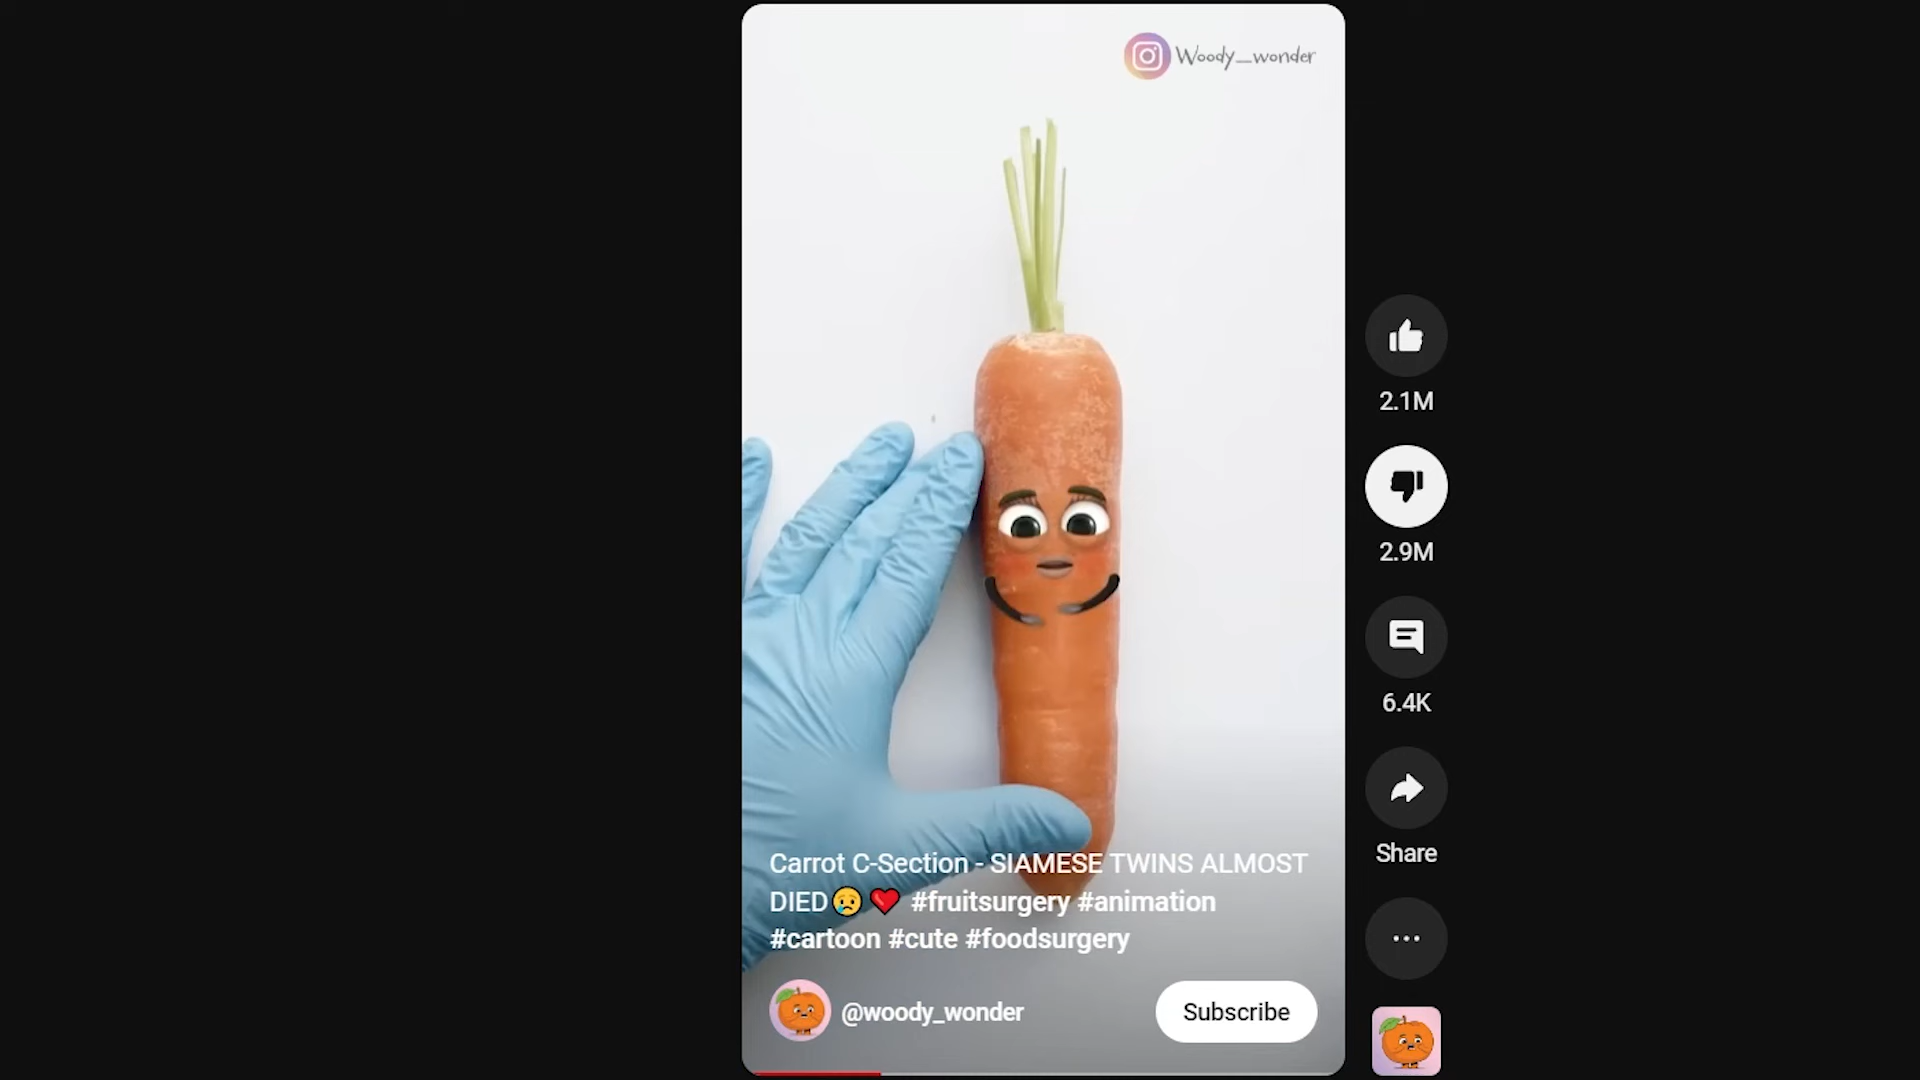 Woody_wonder
2.1M
2.9M
6.4K
Share
Carrot C-Section - SIAMESE TWINS ALMOST
DIED😢❤️ #fruitsurgery #animation
#cartoon #cute #foodsurgery
@woody_wonder
Subscribe